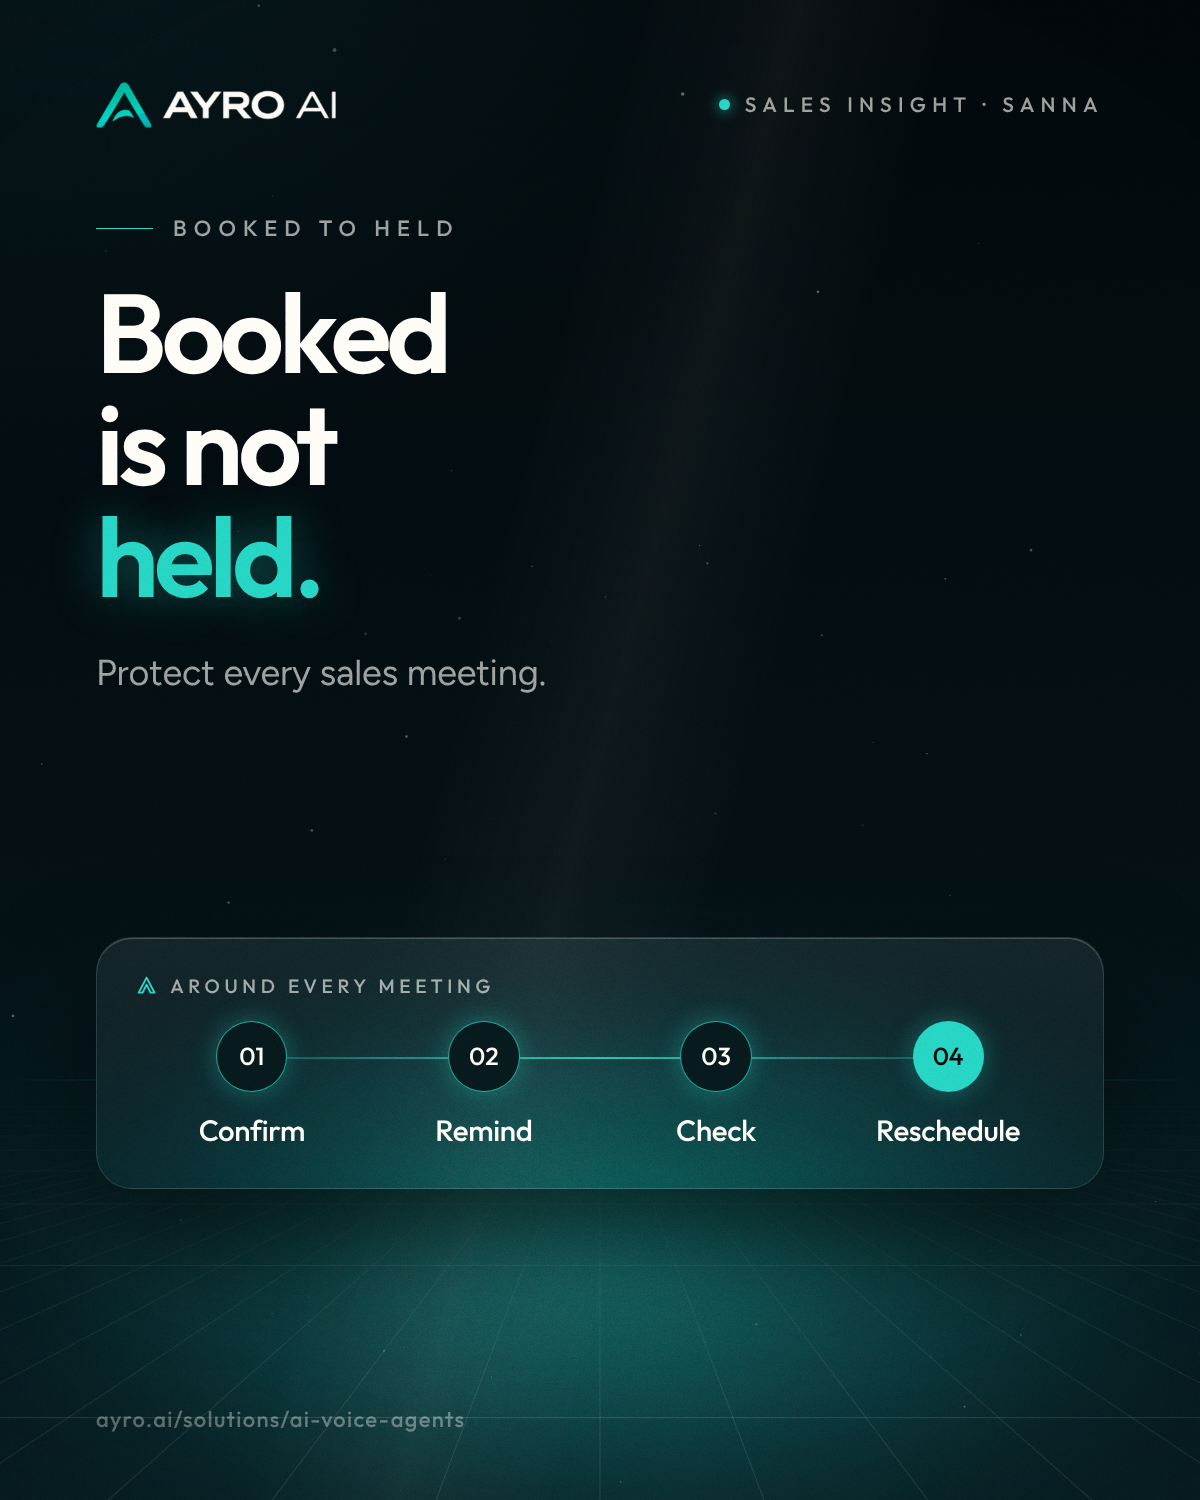 AYRO AI
SALES INSIGHT · SANNA
BOOKED TO HELD
Booked
is not
held.
Protect every sales meeting.
AROUND EVERY MEETING
01 02 03 04
Confirm Remind Check Reschedule
ayro.ai/solutions/ai-voice-agents